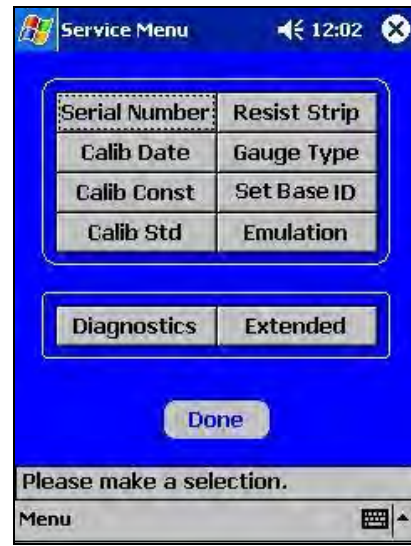 Service Menu 12:02
Serial Number Resist Strip
Calib Date Gauge Type
Calib Const Set Base ID
Calib Std Emulation
Diagnostics Extended
Done
Please make a selection.
Menu